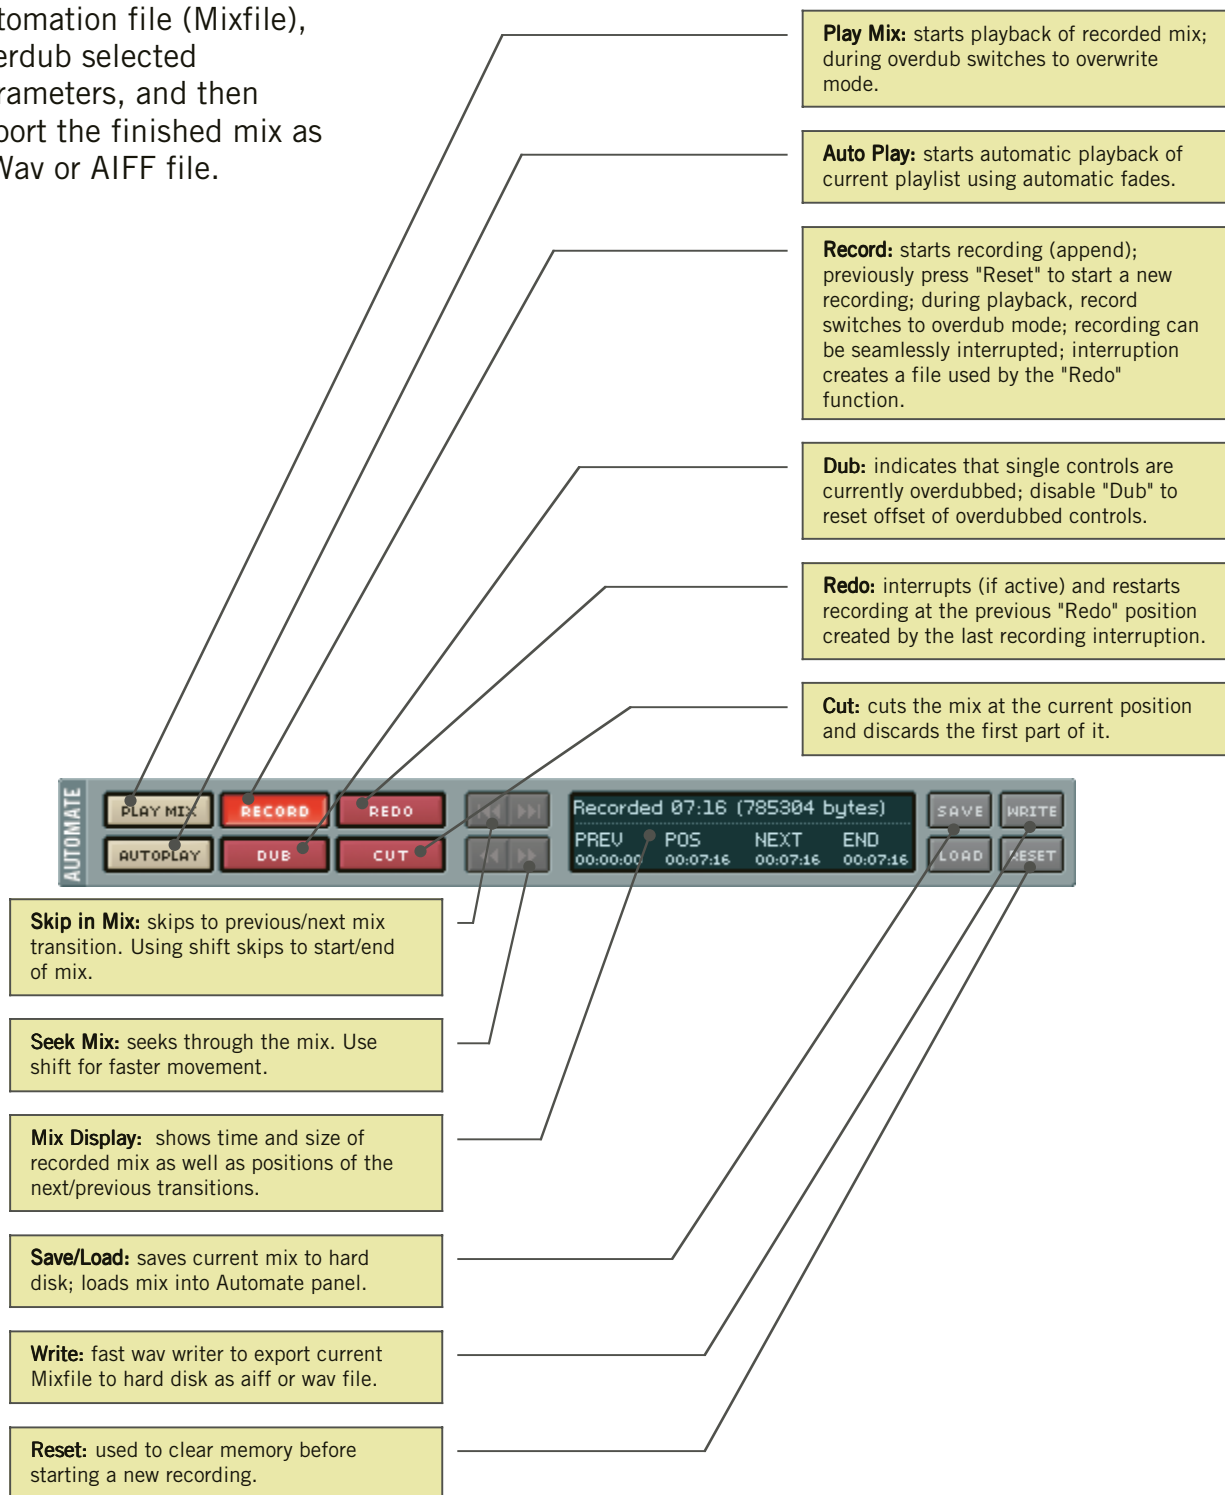 tomation file (Mixfile),
erdub selected
rameters, and then
port the finished mix as
Wav or AIFF file.
Play Mix: starts playback of recorded mix;
during overdub switches to overwrite
mode.
Auto Play: starts automatic playback of
current playlist using automatic fades.
Record: starts recording (append);
previously press "Reset" to start a new
recording; during playback, record
switches to overdub mode; recording can
be seamlessly interrupted; interruption
creates a file used by the "Redo"
function.
Dub: indicates that single controls are
currently overdubbed; disable "Dub" to
reset offset of overdubbed controls.
Redo: interrupts (if active) and restarts
recording at the previous "Redo" position
created by the last recording interruption.
Cut: cuts the mix at the current position
and discards the first part of it.
AUTOMATE
PLAY MIX RECORD REDO
AUTOPLAY DUB CUT
Recorded 07:16 (785304 bytes)
PREV POS NEXT END
00:00:00 00:07:16 00:07:16 00:07:16
SAVE WRITE
LOAD RESET
Skip in Mix: skips to previous/next mix
transition. Using shift skips to start/end
of mix.
Seek Mix: seeks through the mix. Use
shift for faster movement.
Mix Display: shows time and size of
recorded mix as well as positions of the
next/previous transitions.
Save/Load: saves current mix to hard
disk; loads mix into Automate panel.
Write: fast wav writer to export current
Mixfile to hard disk as aiff or wav file.
Reset: used to clear memory before
starting a new recording.